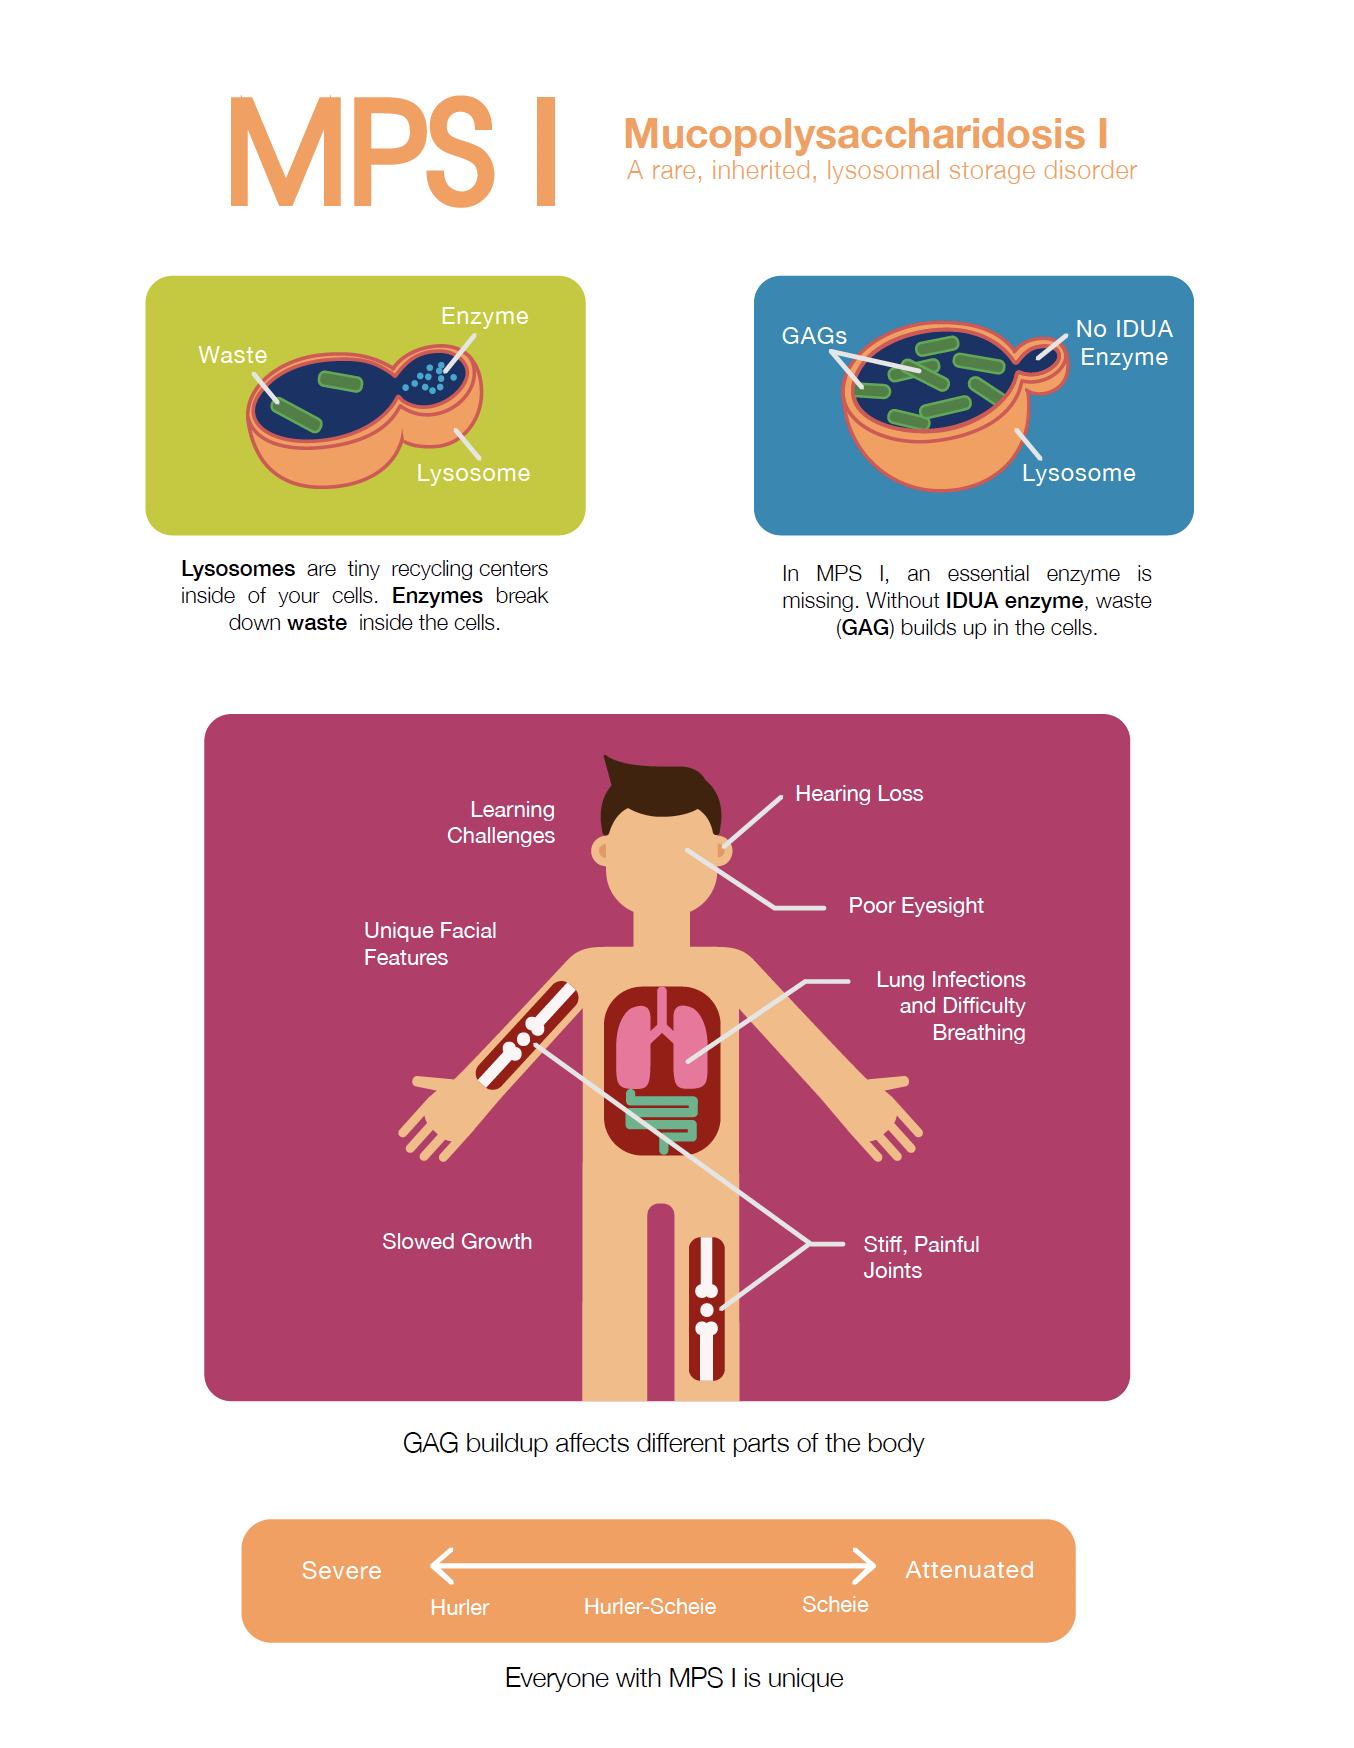 MPS I
Mucopolysaccharidosis I
A rare, inherited, lysosomal storage disorder
Enzyme
Waste
Lysosome
GAGs
No IDUA
Enzyme
Lysosome
Lysosomes are tiny recycling centers
inside of your cells. Enzymes break
down waste inside the cells.
In MPS I, an essential enzyme is
missing. Without IDUA enzyme, waste
(GAG) builds up in the cells.
Learning
Challenges
Hearing Loss
Poor Eyesight
Unique Facial
Features
Lung Infections
and Difficulty
Breathing
Slowed Growth
Stiff, Painful
Joints
GAG buildup affects different parts of the body
Severe
Attenuated
Hurler
Hurler-Scheie
Scheie
Everyone with MPS I is unique